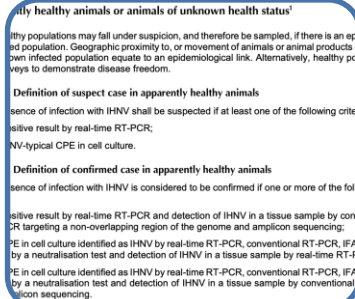 ntly healthy animals or animals of unknown health status¹
lthy populations may fall under suspicion, and therefore be sampled, if there is an ep
ed population. Geographic proximity to, or movement of animals or animal products
own infected population equate to an epidemiological link. Alternatively, healthy po
veys to demonstrate disease freedom.
Definition of suspect case in apparently healthy animals
sence of infection with IHNV shall be suspected if at least one of the following crite
sitive result by real-time RT-PCR;
NV-typical CPE in cell culture.
Definition of confirmed case in apparently healthy animals
sence of infection with IHNV is considered to be confirmed if one or more of the fol
sitive result by real-time RT-PCR and detection of IHNV in a tissue sample by con
CR targeting a non-overlapping region of the genome and amplicon sequencing;
PE in cell culture identified as IHNV by real-time RT-PCR, conventional RT-PCR, IFA
by a neutralisation test and detection of IHNV in a tissue sample by real-time RT-P
PE in cell culture identified as IHNV by real-time RT-PCR, conventional RT-PCR, IFA
by a neutralisation test and detection of IHNV in a tissue sample by conventional
plicon sequencing.